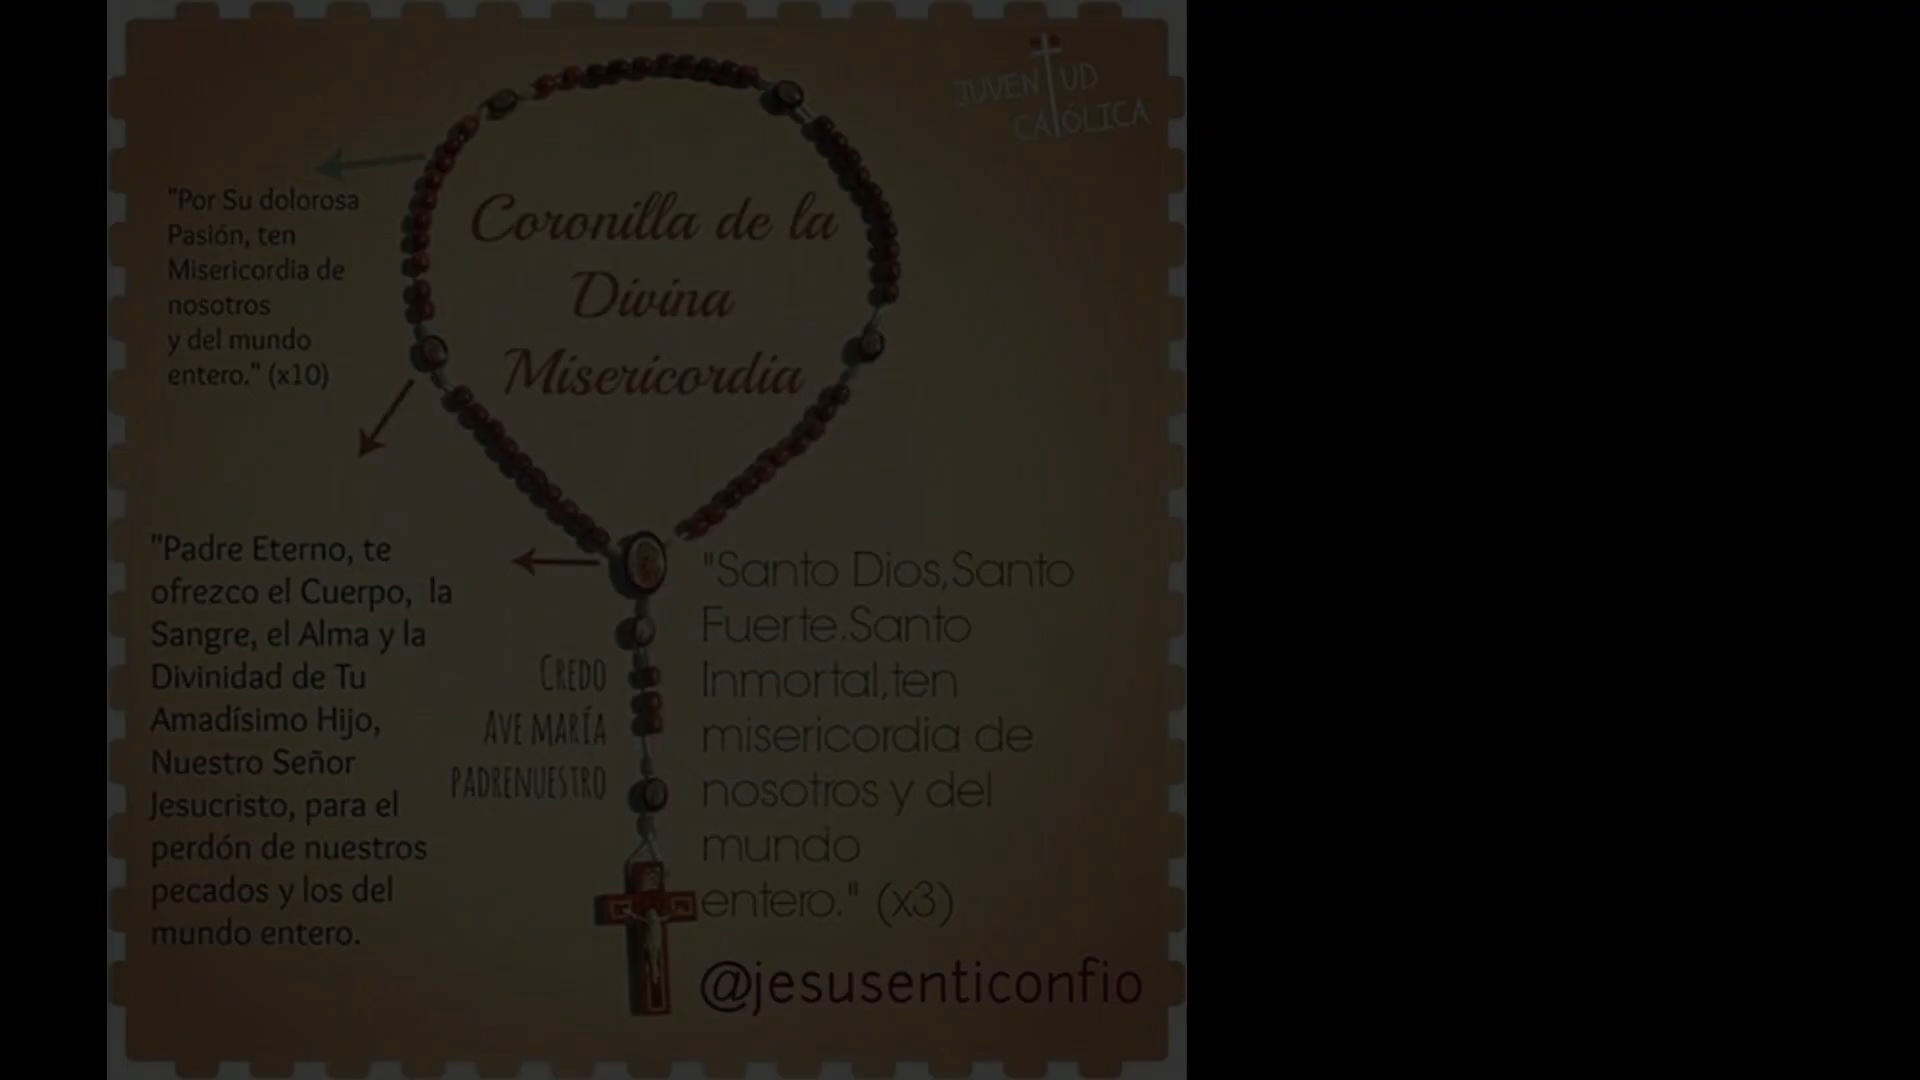 JUVENTUD
CATÓLICA
Coronilla de la
Divina
Misericordia
"Por Su dolorosa
Pasión, ten
Misericordia de
nosotros
y del mundo
entero." (x10)
"Padre Eterno, te
ofrezco el Cuerpo, la
Sangre, el Alma y la
Divinidad de Tu
Amadísimo Hijo,
Nuestro Señor
Jesucristo, para el
perdón de nuestros
pecados y los del
mundo entero.
CREDO
AVE MARÍA
PADRENUESTRO
"Santo Dios,Santo
Fuerte.Santo
Inmortal,ten
misericordia de
nosotros y del
mundo
entero." (x3)
@jesusenticonfio